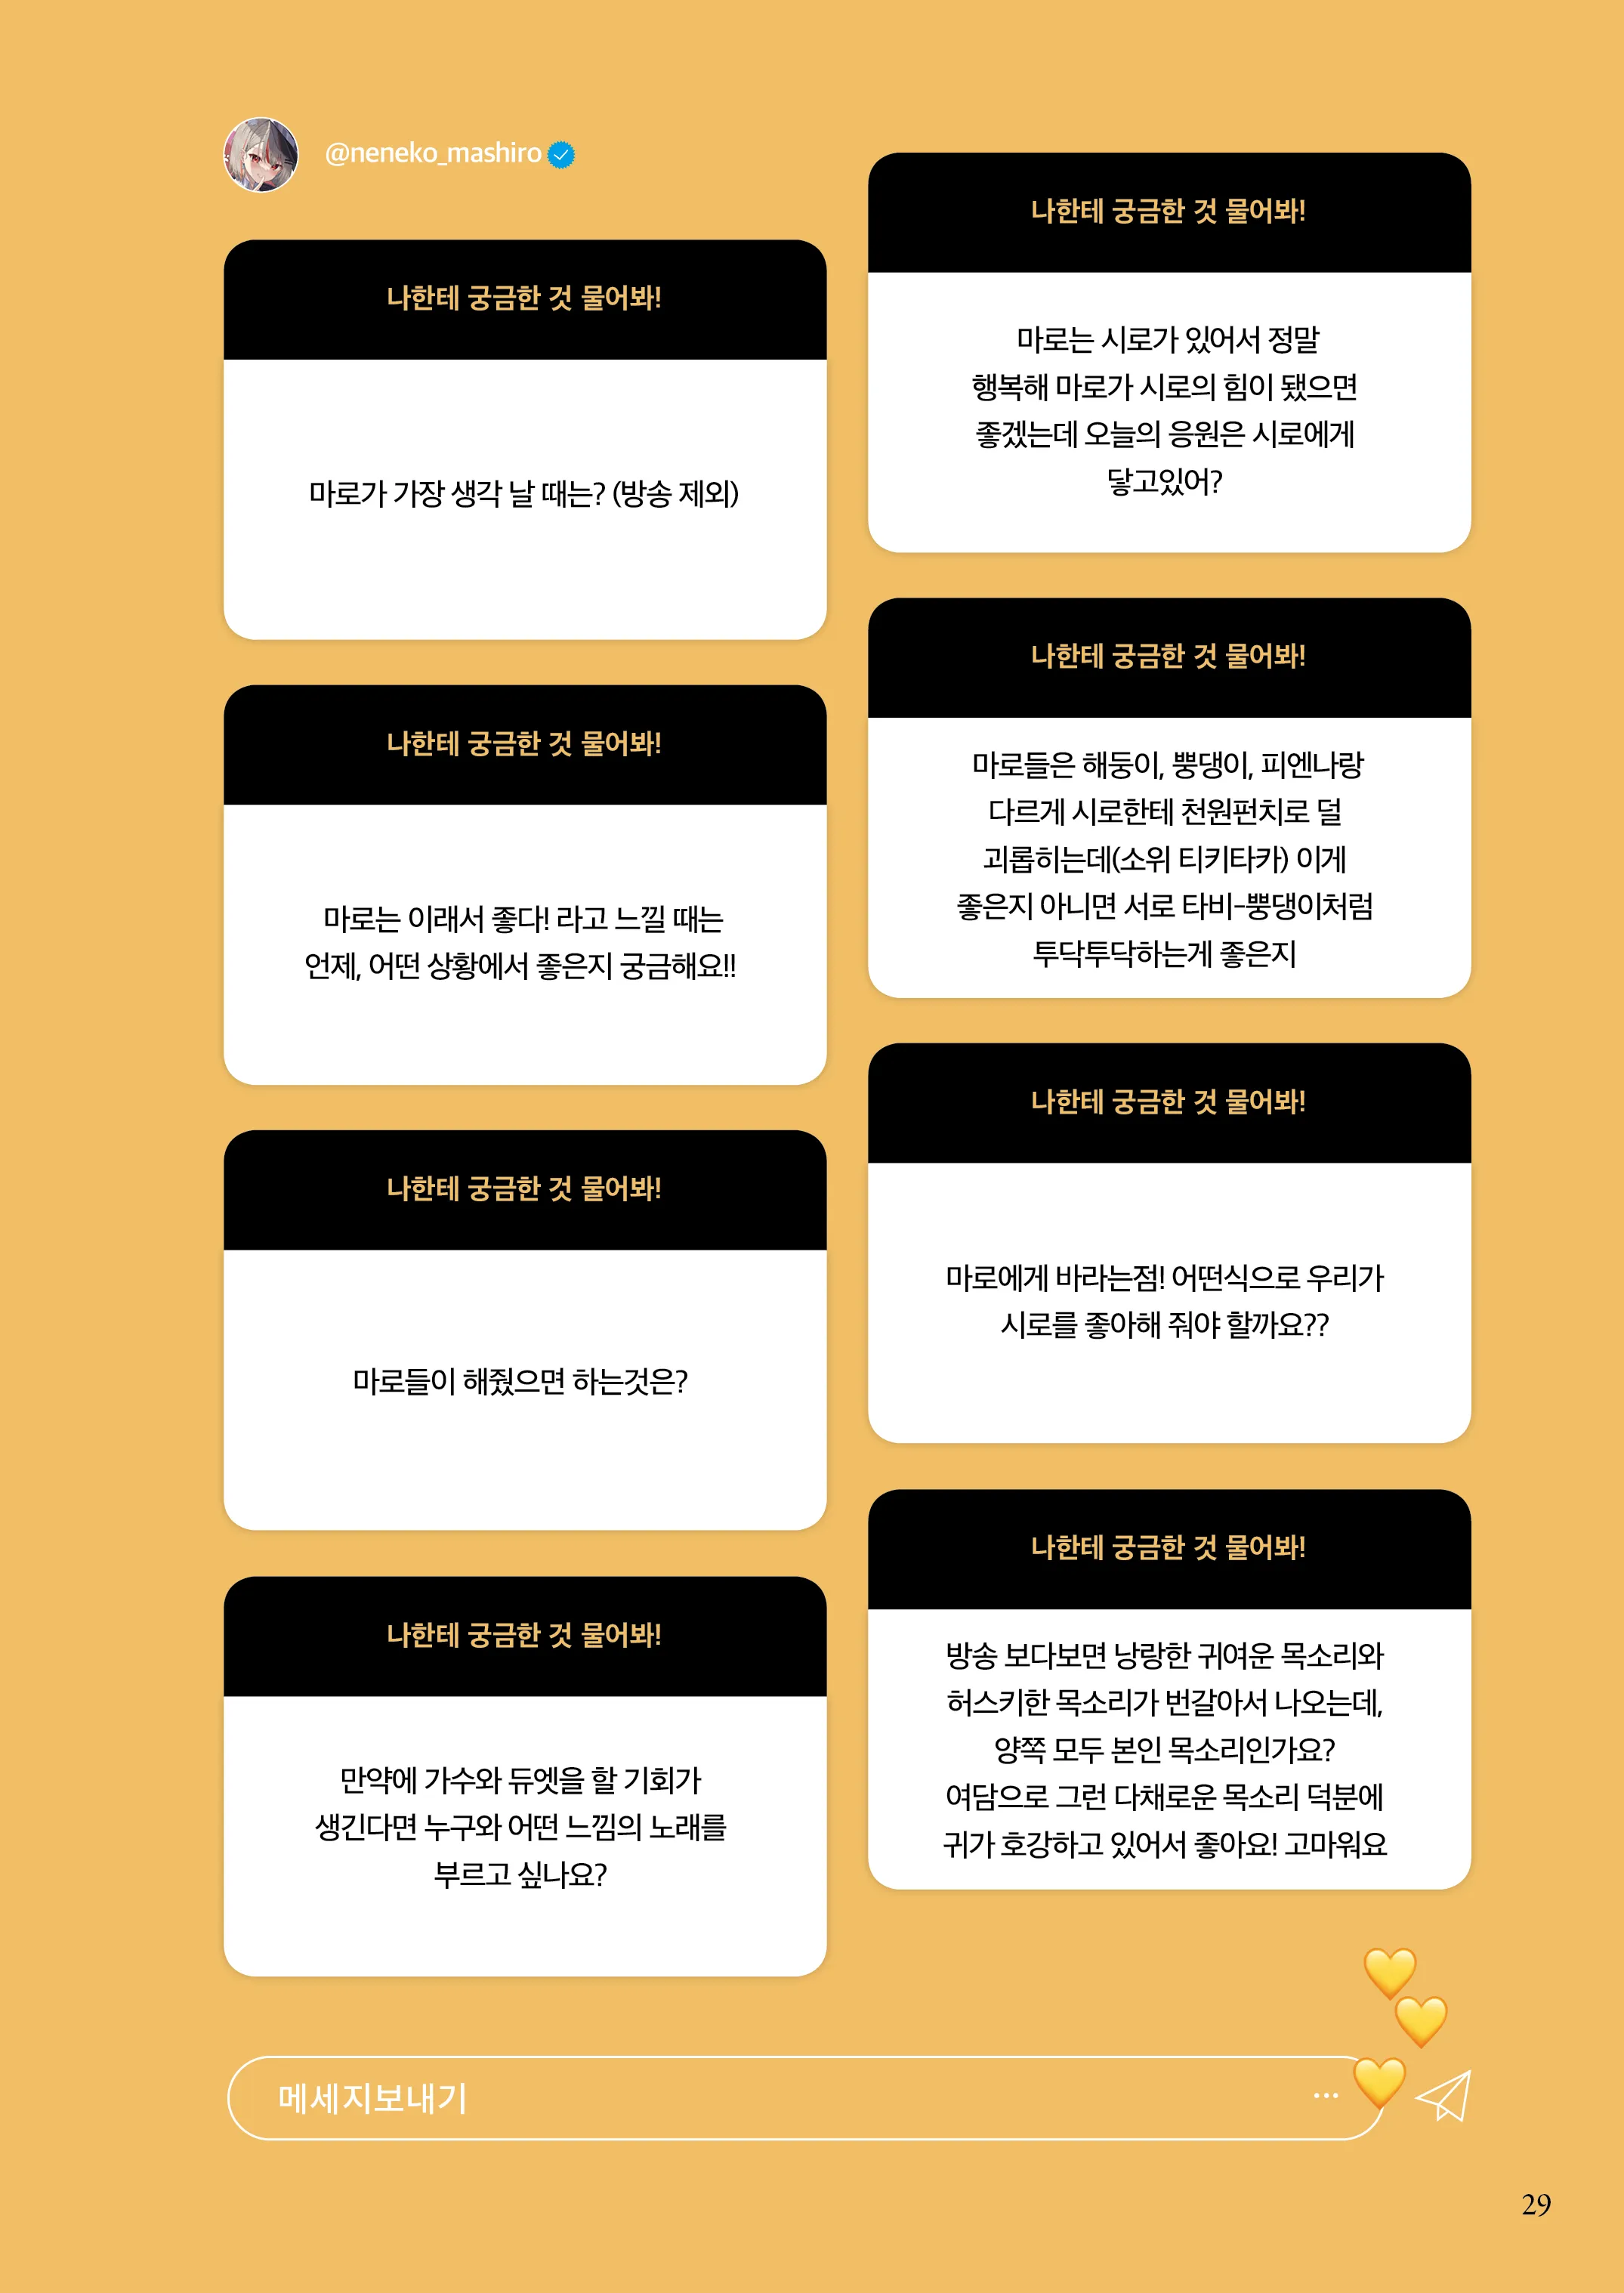 @neneko_mashiro
나한테 궁금한 것 물어봐!
마로가 가장 생각 날 때는? (방송 제외)
나한테 궁금한 것 물어봐!
마로는 이래서 좋다! 라고 느낄 때는
언제, 어떤 상황에서 좋은지 궁금해요!!
나한테 궁금한 것 물어봐!
마로들이 해줬으면 하는것은?
나한테 궁금한 것 물어봐!
만약에 가수와 듀엣을 할 기회가
생긴다면 누구와 어떤 느낌의 노래를
부르고 싶나요?
나한테 궁금한 것 물어봐!
마로는 시로가 있어서 정말
행복해 마로가 시로의 힘이 됐으면
좋겠는데 오늘의 응원은 시로에게
닿고있어?
나한테 궁금한 것 물어봐!
마로들은 해둥이, 뿡댕이, 피엔나랑
다르게 시로한테 천원펀치로 덜
괴롭히는데(소위 티키타카) 이게
좋은지 아니면 서로 타비-뿡댕이처럼
투닥투닥하는게 좋은지
나한테 궁금한 것 물어봐!
마로에게 바라는점! 어떤식으로 우리가
시로를 좋아해 줘야 할까요??
나한테 궁금한 것 물어봐!
방송 보다보면 낭랑한 귀여운 목소리와
허스키한 목소리가 번갈아서 나오는데,
양쪽 모두 본인 목소리인가요?
여담으로 그런 다채로운 목소리 덕분에
귀가 호강하고 있어서 좋아요! 고마워요
메세지보내기
...
29